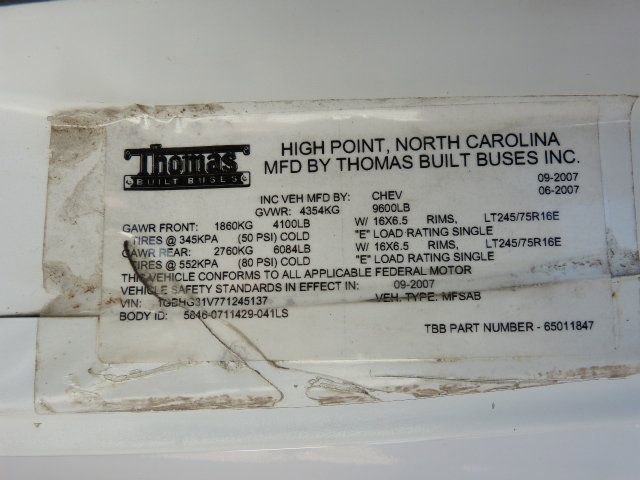 Thomas
BUILT BUSES
HIGH POINT, NORTH CAROLINA
MFD BY THOMAS BUILT BUSES INC.
09-2007
INC VEH MFD BY: CHEV 06-2007
GVWR: 4354KG 9600LB
GAWR FRONT: 1860KG 4100LB W/ 16X6.5 RIMS, LT245/75R16E
TIRES @ 345KPA (50 PSI) COLD "E" LOAD RATING SINGLE
GAWR REAR: 2760KG 6084LB W/ 16X6.5 RIMS, LT245/75R16E
TIRES @ 552KPA (80 PSI) COLD "E" LOAD RATING SINGLE
THIS VEHICLE CONFORMS TO ALL APPLICABLE FEDERAL MOTOR
VEHICLE SAFETY STANDARDS IN EFFECT IN: 09-2007
VIN: 1GBHG31V771245137 VEH. TYPE: MFSAB
BODY ID: 5646-0711429-041LS
TBB PART NUMBER - 65011847